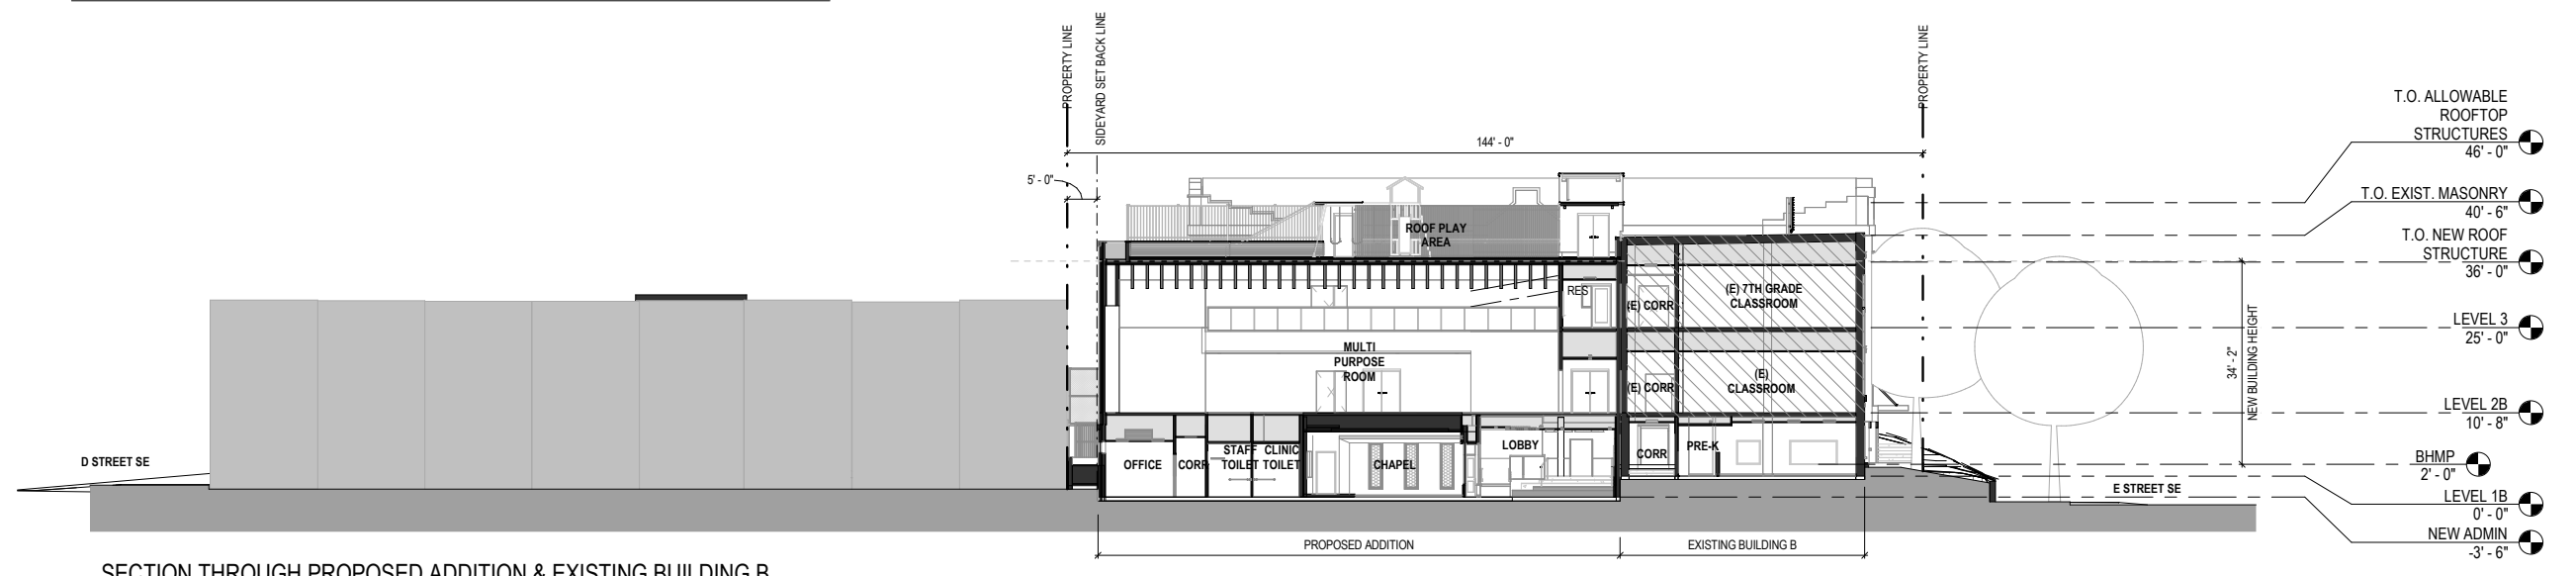 PROPERTY LINE
SIDEYARD SET BACK LINE
PROPERTY LINE
144' - 0"
5' - 0"
T.O. ALLOWABLE
ROOFTOP
STRUCTURES
46' - 0"
T.O. EXIST. MASONRY
40' - 6"
T.O. NEW ROOF
STRUCTURE
36' - 0"
LEVEL 3
25' - 0"
LEVEL 2B
10' - 8"
BHMP
2' - 0"
LEVEL 1B
0' - 0"
NEW ADMIN
-3' - 6"
34' - 2"
NEW BUILDING HEIGHT
ROOF PLAY
AREA
RES
(E) CORR
(E) 7TH GRADE
CLASSROOM
MULTI
PURPOSE
ROOM
(E) CORR
(E)
CLASSROOM
OFFICE
CORR
STAFF
TOILET
CLINIC
TOILET
CHAPEL
LOBBY
CORR
PRE-K
D STREET SE
E STREET SE
PROPOSED ADDITION
EXISTING BUILDING B
SECTION THROUGH PROPOSED ADDITION & EXISTING BUILDING B